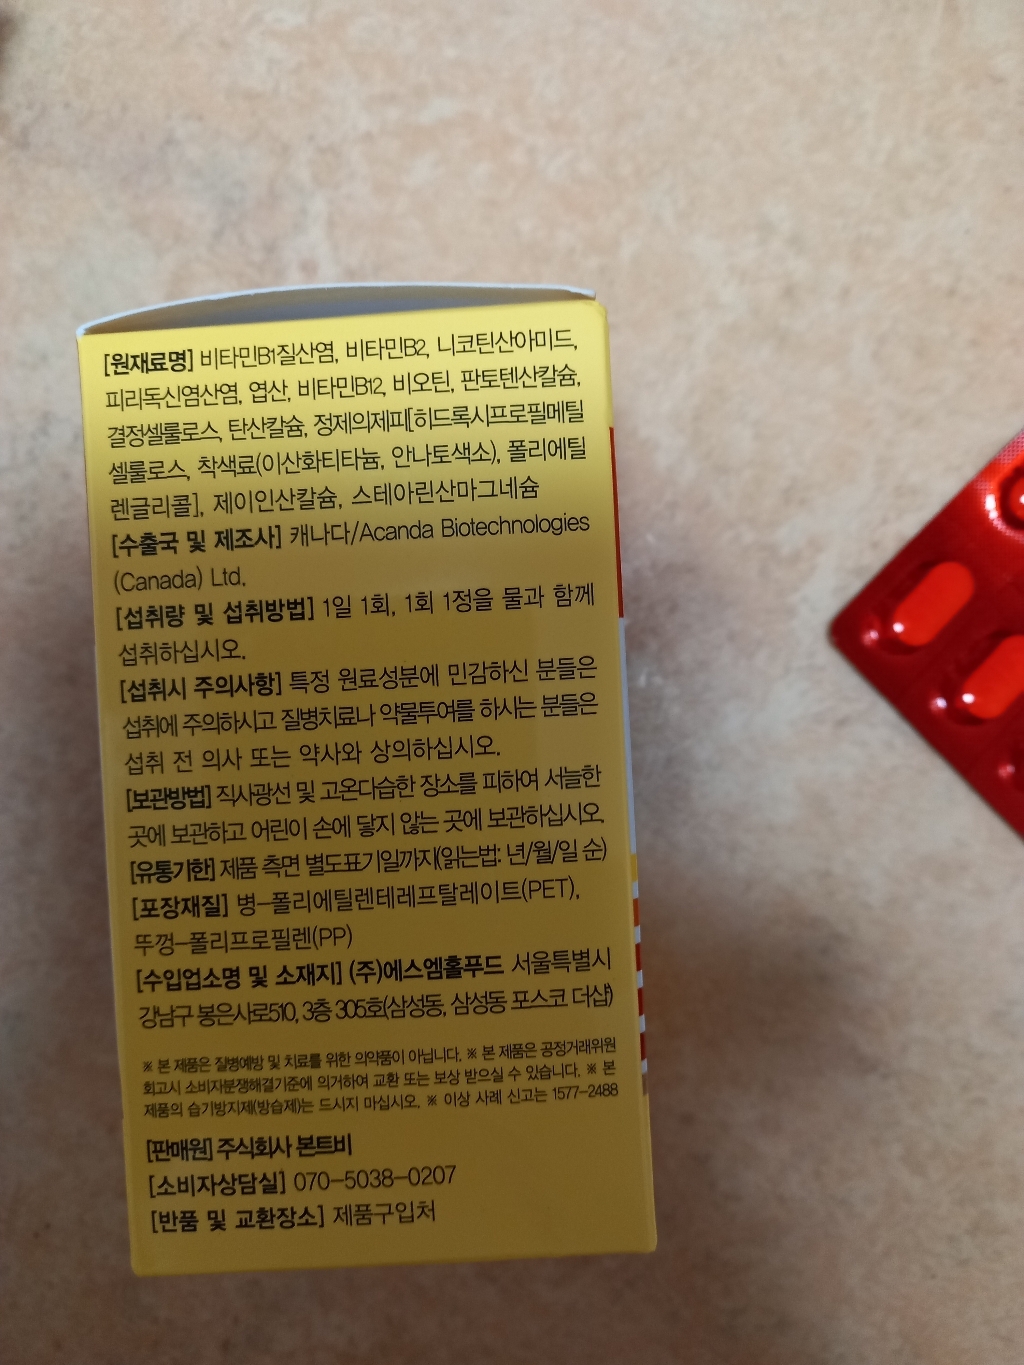 [원재료명] 비타민B1질산염, 비타민B2, 니코틴산아미드,
피리독신염산염, 엽산, 비타민B12, 비오틴, 판토텐산칼슘,
결정셀룰로스, 탄산칼슘, 정제의제피[히드록시프로필메틸
셀룰로스, 착색료(이산화티타늄, 안나토색소), 폴리에틸
렌글리콜], 제이인산칼슘, 스테아린산마그네슘
[수출국 및 제조사] 캐나다/Acanda Biotechnologies
(Canada) Ltd.
[섭취량 및 섭취방법] 1일 1회, 1회 1정을 물과 함께
섭취하십시오.
[섭취시 주의사항] 특정 원료성분에 민감하신 분들은
섭취에 주의하시고 질병치료나 약물투여를 하시는 분들은
섭취 전 의사 또는 약사와 상의하십시오.
[보관방법] 직사광선 및 고온다습한 장소를 피하여 서늘한
곳에 보관하고 어린이 손에 닿지 않는 곳에 보관하십시오.
[유통기한] 제품 측면 별도표기일까지(읽는법: 년/월/일 순)
[포장재질] 병-폴리에틸렌테레프탈레이트(PET),
뚜껑-폴리프로필렌(PP)
[수입업소명 및 소재지] (주)에스엠홀푸드 서울특별시
강남구 봉은사로510, 3층 305호(삼성동, 삼성동 포스코 더샵)
※ 본 제품은 질병예방 및 치료를 위한 의약품이 아닙니다. ※ 본 제품은 공정거래위원
회고시 소비자분쟁해결기준에 의거하여 교환 또는 보상 받으실 수 있습니다. ※ 본
제품의 습기방지제(방습제)는 드시지 마십시오. ※ 이상 사례 신고는 1577-2488
[판매원] 주식회사 본트비
[소비자상담실] 070-5038-0207
[반품 및 교환장소] 제품구입처